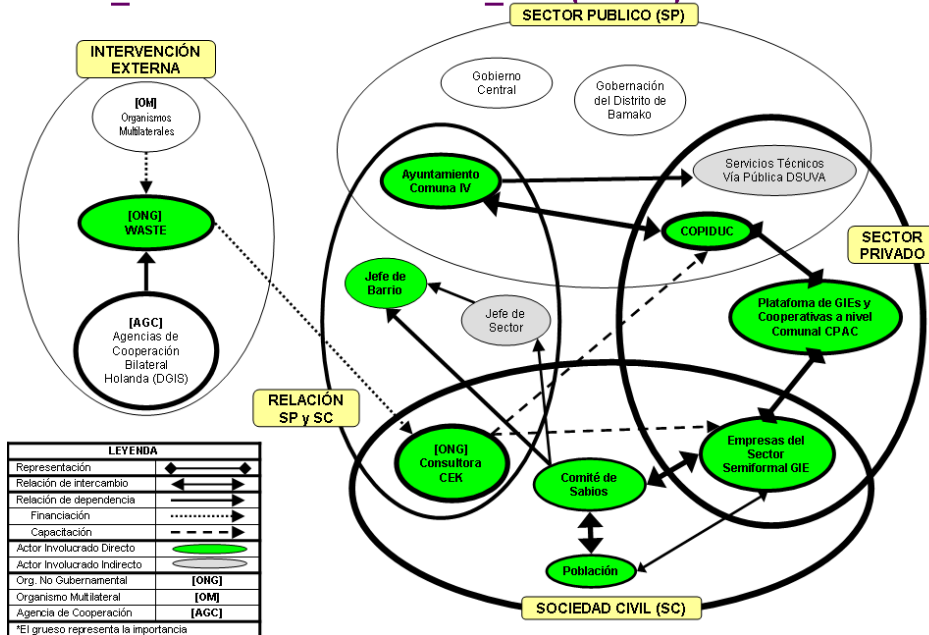 SECTOR PUBLICO (SP)
INTERVENCIÓN
EXTERNA
[OM]
Organismos
Multilaterales
[ONG]
WASTE
[AGC]
Agencias de
Cooperación
Bilateral
Holanda (DGIS)
Gobierno
Central
Gobernación
del Distrito de
Bamako
Ayuntamiento
Comuna IV
Servicios Técnicos
Vía Pública DSUVA
COPIDUC
SECTOR
PRIVADO
Jefe de
Barrio
Jefe de
Sector
Platafoma de GIEs y
Cooperativas a nivel
Comunal CPAC
RELACIÓN
SP y SC
[ONG]
Consultora
CEK
Comité de
Sabios
Empresas del
Sector
Semiformal GIE
Población
SOCIEDAD CIVIL (SC)
LEYENDA
Representación
Relación de intercambio
Relación de dependencia
Financiación
Capacitación
Actor Involucrado Directo
Actor Involucrado Indirecto
Org. No Gubernamental [ONG]
Organismo Multilateral [OM]
Agencia de Cooperación [AGC]
*El grueso representa la importancia